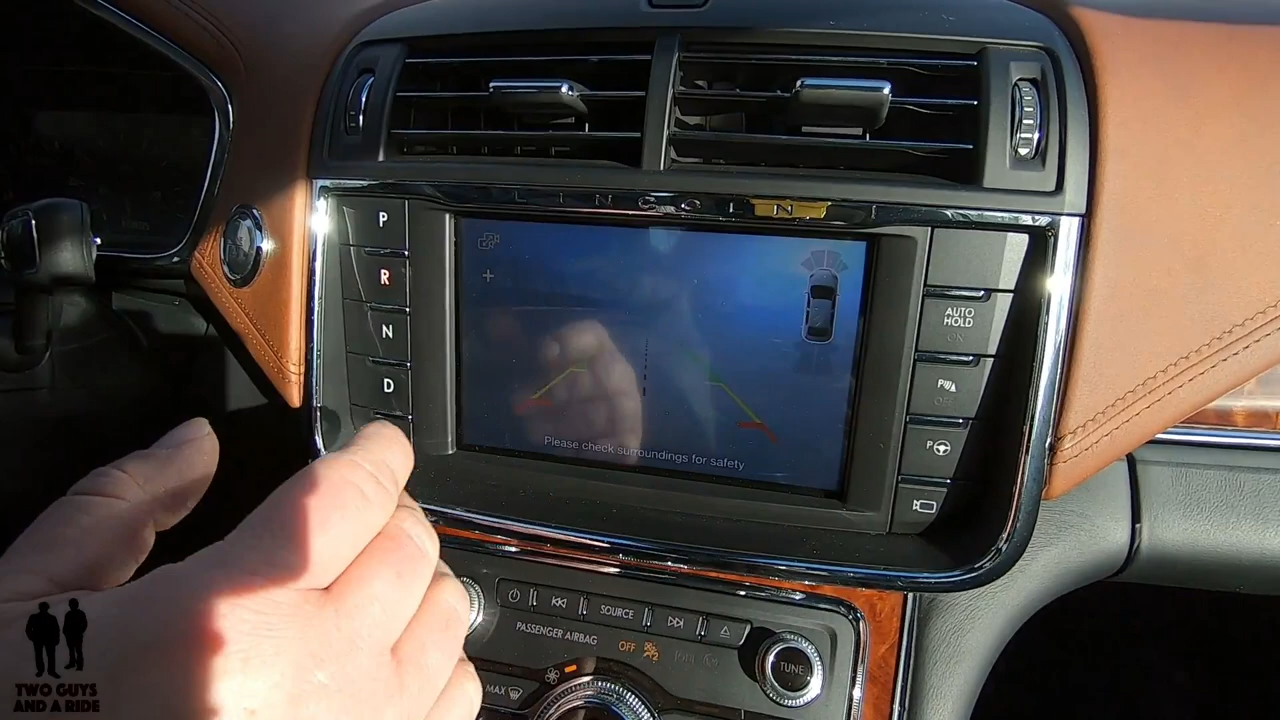 LINCOLN
P
R
N
D
AUTO
HOLD
ON
P
OFF
P
Please check surroundings for safety
SOURCE
PASSENGER AIRBAG
OFF
2
MAX
TUNE
TWO GUYS
AND A RIDE